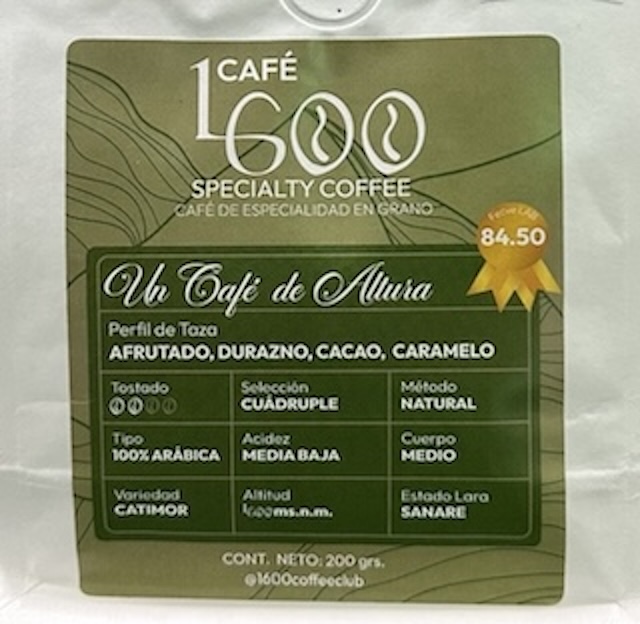 CAFÉ
1600
SPECIALTY COFFEE
CAFÉ DE ESPECIALIDAD EN GRANO
84.50
Un Café de Altura
Perfil de Taza
AFRUTADO, DURAZNO, CACAO, CARAMELO
Tostado
Selección
CUÁDRUPLE
Método
NATURAL
Tipo
100% ARÁBICA
Acidez
MEDIA BAJA
Cuerpo
MEDIO
Variedad
CATIMOR
Altitud
1600ms.n.m.
Estado Lara
SANARE
CONT. NETO: 200 grs.
@1600coffeeclub